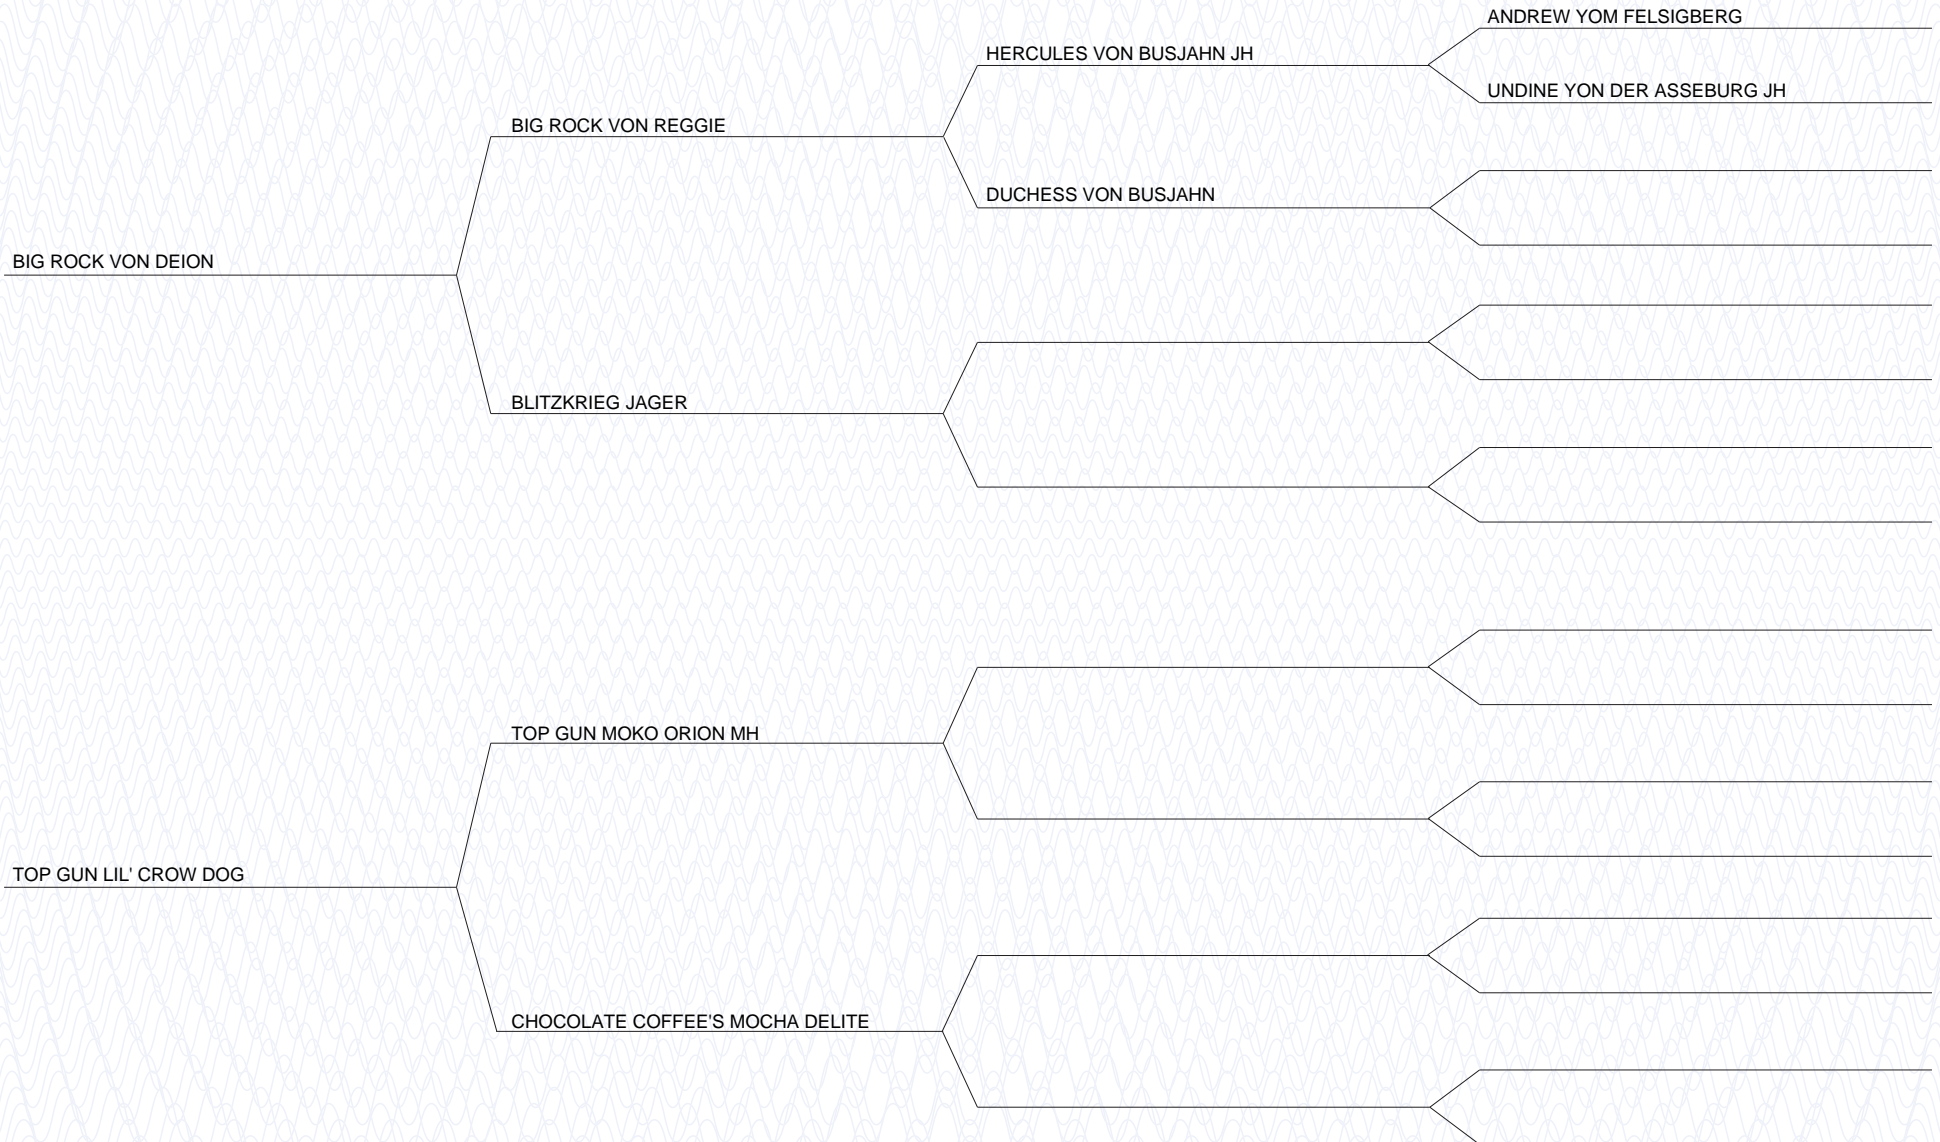 ANDREW YOM FELSIGBERG
HERCULES VON BUSJAHN JH
UNDINE YON DER ASSEBURG JH
BIG ROCK VON REGGIE
DUCHESS VON BUSJAHN
BIG ROCK VON DEION
BLITZKRIEG JAGER
TOP GUN MOKO ORION MH
TOP GUN LIL' CROW DOG
CHOCOLATE COFFEE'S MOCHA DELITE